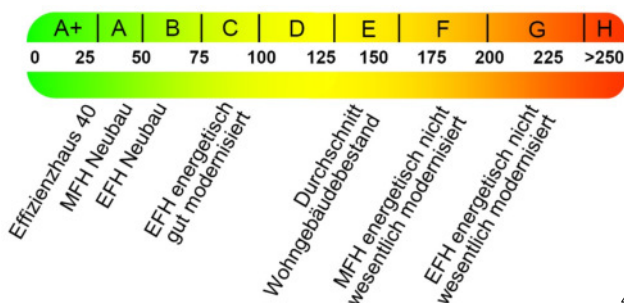 A+ A B C D E F G H
0 25 50 75 100 125 150 175 200 225 >250
Effizienzhaus 40
MFH Neubau
EFH Neubau
EFH energetisch
gut modernisiert
Durchschnitt
Wohngebäudebestand
MFH energetisch nicht
wesentlich modernisiert
EFH energetisch nicht
wesentlich modernisiert